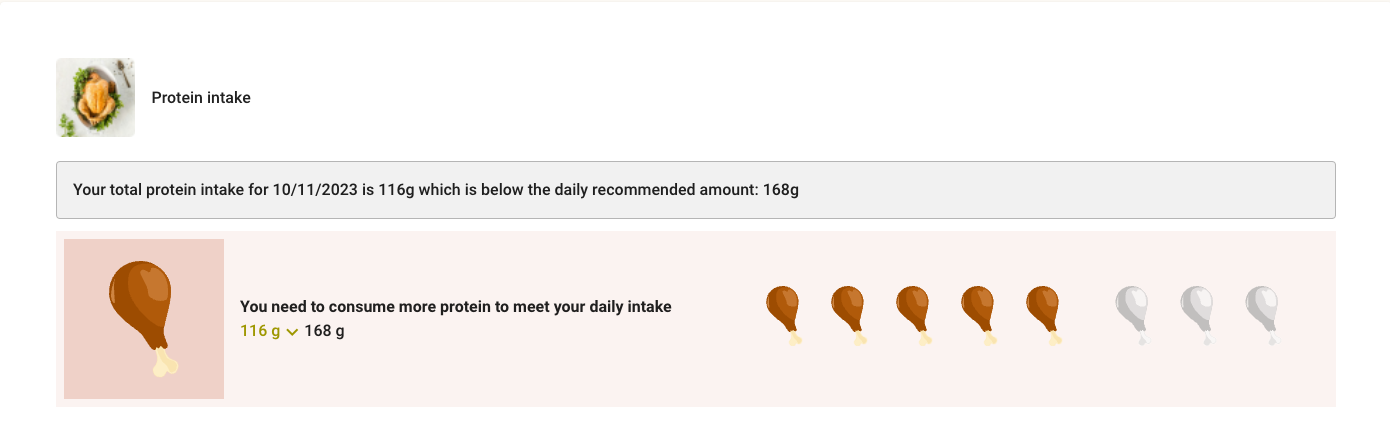 Protein intake
Your total protein intake for 10/11/2023 is 116g which is below the daily recommended amount: 168g
You need to consume more protein to meet your daily intake
116 g 168 g